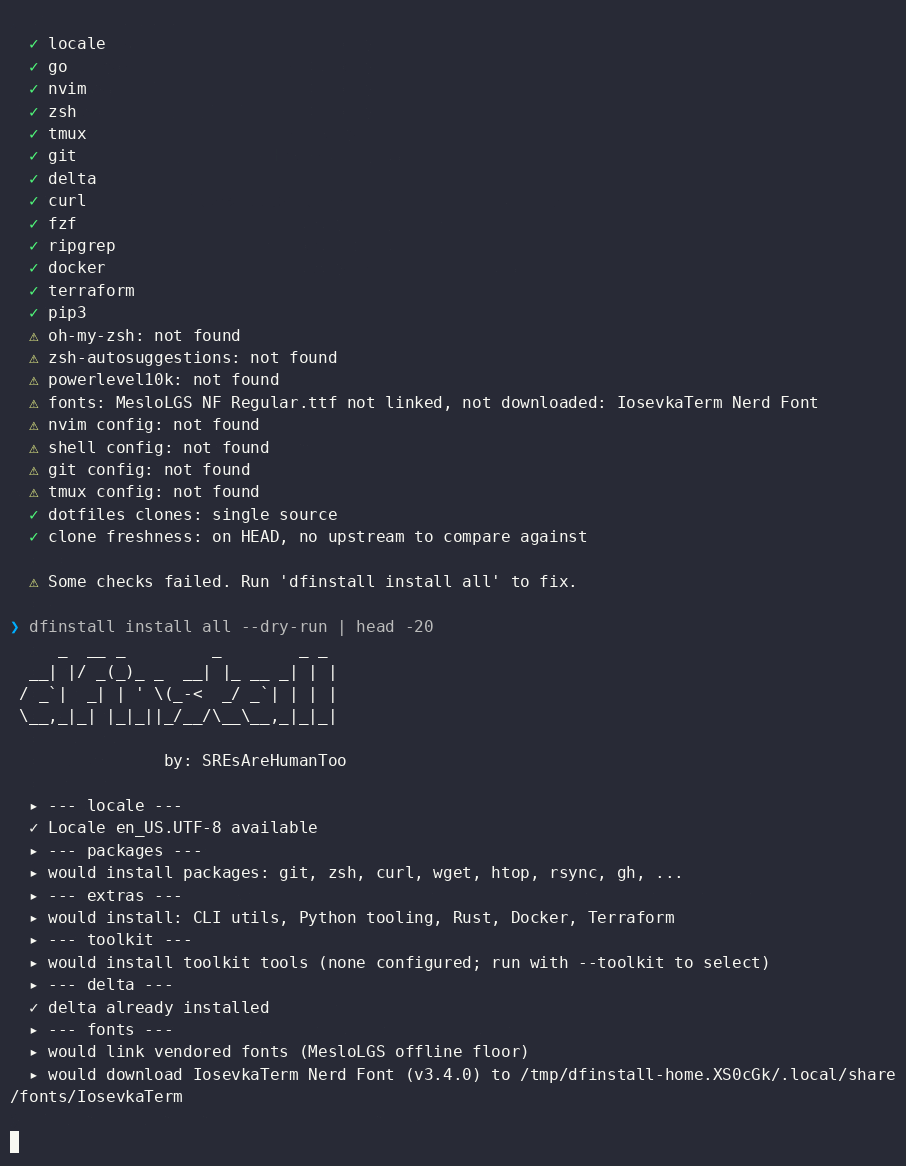 ✓ locale
✓ go
✓ nvim
✓ zsh
✓ tmux
✓ git
✓ delta
✓ curl
✓ fzf
✓ ripgrep
✓ docker
✓ terraform
✓ pip3
⚠ oh-my-zsh: not found
⚠ zsh-autosuggestions: not found
⚠ powerlevel10k: not found
⚠ fonts: MesloLGS NF Regular.ttf not linked, not downloaded: IosevkaTerm Nerd Font
⚠ nvim config: not found
⚠ shell config: not found
⚠ git config: not found
⚠ tmux config: not found
✓ dotfiles clones: single source
✓ clone freshness: on HEAD, no upstream to compare against
⚠ Some checks failed. Run 'dfinstall install all' to fix.
❯ dfinstall install all --dry-run | head -20
     _  __ _         _        _ _
  __| |/ _(_)_ _  __| |_ __ _| | |
 / _`|  _| | ' \(_-<  _/ _`| | | |
 \__,_|_| |_|_||_/__/\__\__,_|_|_|
by: SREsAreHumanToo
▸ --- locale ---
✓ Locale en_US.UTF-8 available
▸ --- packages ---
▸ would install packages: git, zsh, curl, wget, htop, rsync, gh, ...
▸ --- extras ---
▸ would install: CLI utils, Python tooling, Rust, Docker, Terraform
▸ --- toolkit ---
▸ would install toolkit tools (none configured; run with --toolkit to select)
▸ --- delta ---
✓ delta already installed
▸ --- fonts ---
▸ would link vendored fonts (MesloLGS offline floor)
▸ would download IosevkaTerm Nerd Font (v3.4.0) to /tmp/dfinstall-home.XS0cGk/.local/share
/fonts/IosevkaTerm